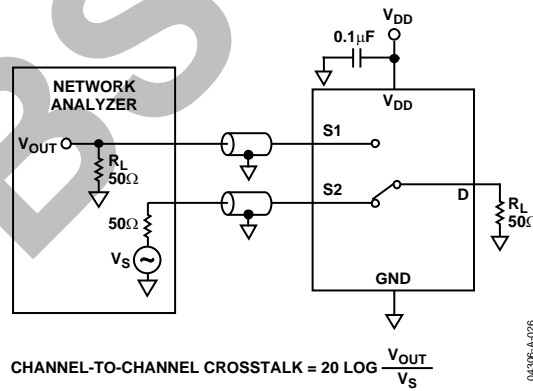 V_DD
0.1μF
NETWORK
ANALYZER
V_DD
V_OUT
S1
R_L
50Ω
S2
D
R_L
50Ω
50Ω
V_S
GND
CHANNEL-TO-CHANNEL CROSSTALK = 20 LOG V_OUT / V_S
04306-A-026
BS